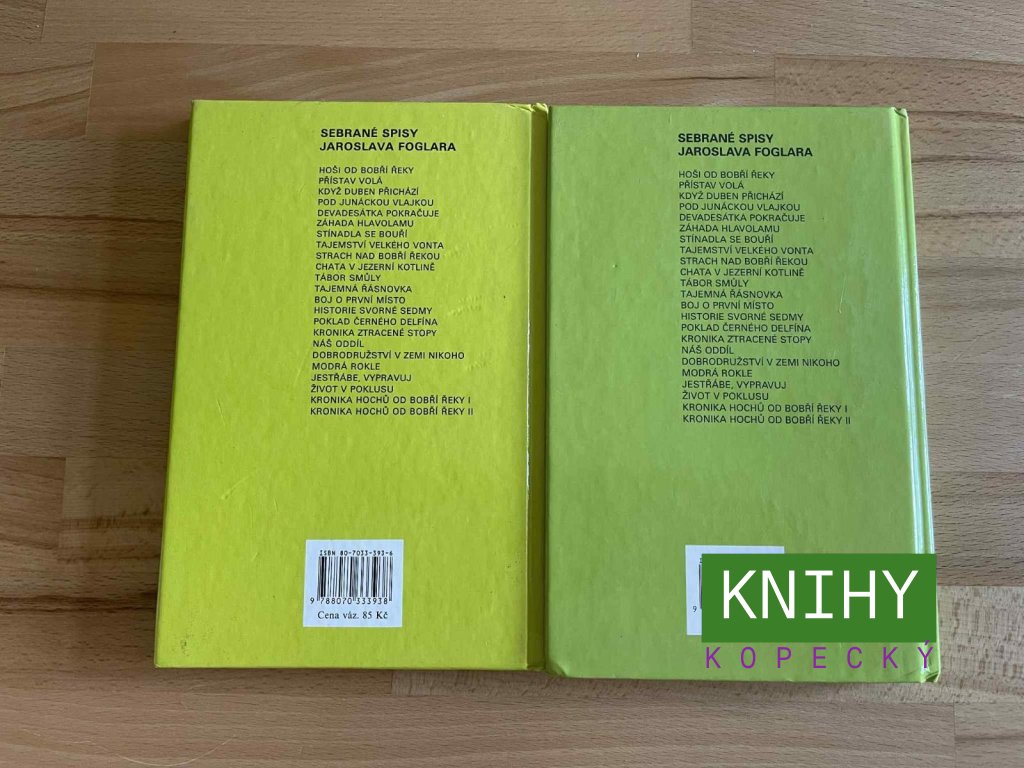 SEBRANÉ SPISY
JAROSLAVA FOGLARA
HOŠI OD BOBŘÍ ŘEKY
PŘÍSTAV VOLÁ
KDYŽ DUBEN PŘICHÁZÍ
POD JUNÁCKOU VLAJKOU
DEVADESÁTKA POKRAČUJE
ZÁHADA HLAVOLAMU
STÍNADLA SE BOUŘÍ
TAJEMSTVÍ VELKÉHO VONTA
STRACH NAD BOBŘÍ ŘEKOU
CHATA V JEZERNÍ KOTLINĚ
TÁBOR SMŮLY
TAJEMNÁ ŘÁSNOVKA
BOJ O PRVNÍ MÍSTO
HISTORIE SVORNÉ SEDMY
POKLAD ČERNÉHO DELFÍNA
KRONIKA ZTRACENÉ STOPY
NÁŠ ODDÍL
DOBRODRUŽSTVÍ V ZEMI NIKOHO
MODRÁ ROKLE
JESTŘÁBE, VYPRAVUJ
ŽIVOT V POKLUSU
KRONIKA HOCHŮ OD BOBŘÍ ŘEKY I
KRONIKA HOCHŮ OD BOBŘÍ ŘEKY II
ISBN 80-7033-393-6
9 788070 333938
Cena váz. 85 Kč
SEBRANÉ SPISY
JAROSLAVA FOGLARA
HOŠI OD BOBŘÍ ŘEKY
PŘÍSTAV VOLÁ
KDYŽ DUBEN PŘICHÁZÍ
POD JUNÁCKOU VLAJKOU
DEVADESÁTKA POKRAČUJE
ZÁHADA HLAVOLAMU
STÍNADLA SE BOUŘÍ
TAJEMSTVÍ VELKÉHO VONTA
STRACH NAD BOBŘÍ ŘEKOU
CHATA V JEZERNÍ KOTLINĚ
TÁBOR SMŮLY
TAJEMNÁ ŘÁSNOVKA
BOJ O PRVNÍ MÍSTO
HISTORIE SVORNÉ SEDMY
POKLAD ČERNÉHO DELFÍNA
KRONIKA ZTRACENÉ STOPY
NÁŠ ODDÍL
DOBRODRUŽSTVÍ V ZEMI NIKOHO
MODRÁ ROKLE
JESTŘÁBE, VYPRAVUJ
ŽIVOT V POKLUSU
KRONIKA HOCHŮ OD BOBŘÍ ŘEKY I
KRONIKA HOCHŮ OD BOBŘÍ ŘEKY II
9
KNIHY
KOPECKÝ